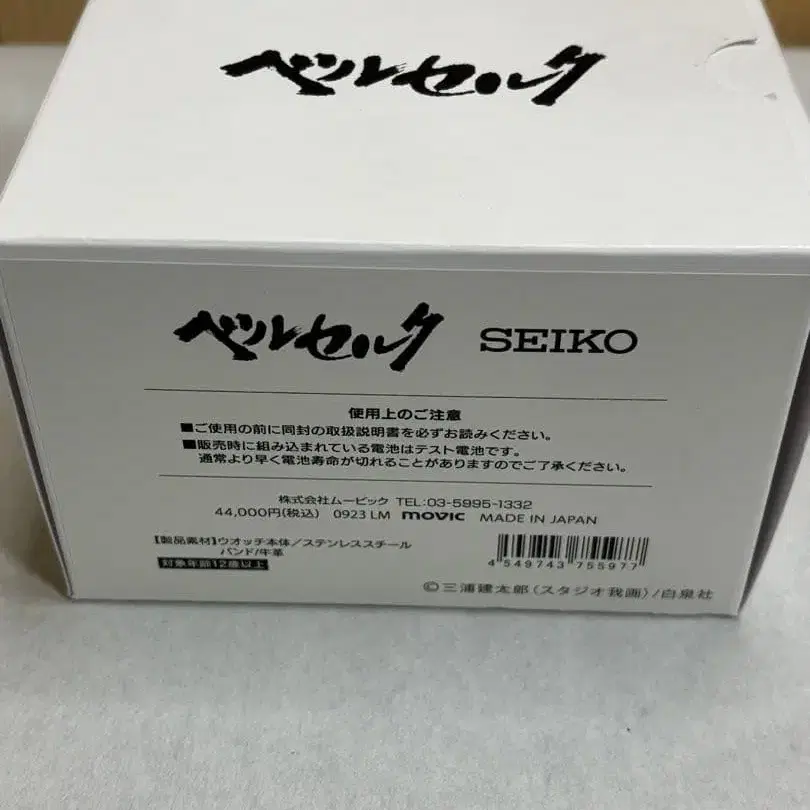 ベルセルク
ベルセルク SEIKO
使用上のご注意
■ご使用の前に同封の取扱説明書を必ずお読みください。
■販売時に組み込まれている電池はテスト電池です。
通常より早く電池寿命が切れることがありますのでご了承ください。
株式会社ムービック TEL:03-5995-1332
44,000円(税込) 0923 LM movic MADE IN JAPAN
【製品素材】ウオッチ本体/ステンレススチール
バンド/牛革
対象年齢12歳以上
4 549743 755977
©三浦建太郎(スタジオ我画)/白泉社